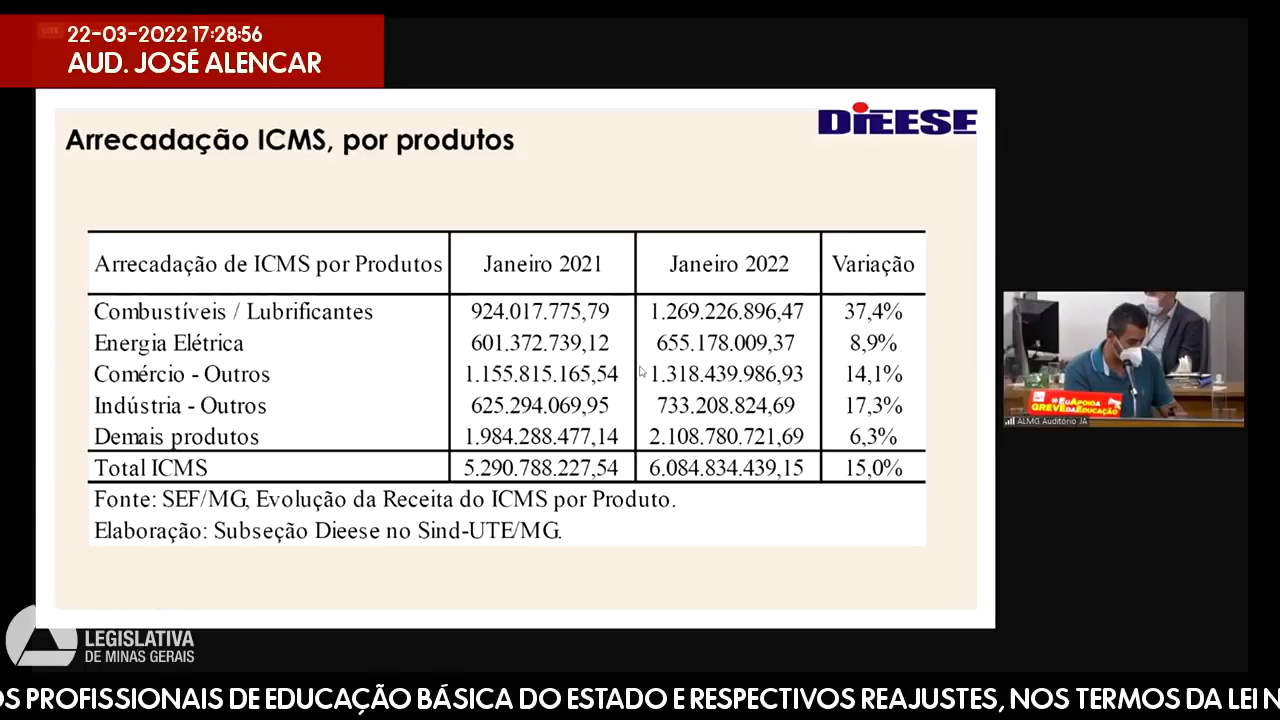 LIVE
22-03-2022 17:28:56
AUD. JOSÉ ALENCAR
DIEESE
Arrecadação ICMS, por produtos
Arrecadação de ICMS por Produtos Janeiro 2021 Janeiro 2022 Variação
Combustíveis / Lubrificantes 924.017.775,79 1.269.226.896,47 37,4%
Energia Elétrica 601.372.739,12 655.178.009,37 8,9%
Comércio - Outros 1.155.815.165,54 1.318.439.986,93 14,1%
Indústria - Outros 625.294.069,95 733.208.824,69 17,3%
Demais produtos 1.984.288.477,14 2.108.780.721,69 6,3%
Total ICMS 5.290.788.227,54 6.084.834.439,15 15,0%
Fonte: SEF/MG, Evolução da Receita do ICMS por Produto.
Elaboração: Subseção Dieese no Sind-UTE/MG.
#EUAPOIOA
GREVEDAEDUCAÇÃO
ALMG Auditório JA
LEGISLATIVA
DE MINAS GERAIS
OS PROFISSIONAIS DE EDUCAÇÃO BÁSICA DO ESTADO E RESPECTIVOS REAJUSTES, NOS TERMOS DA LEI N